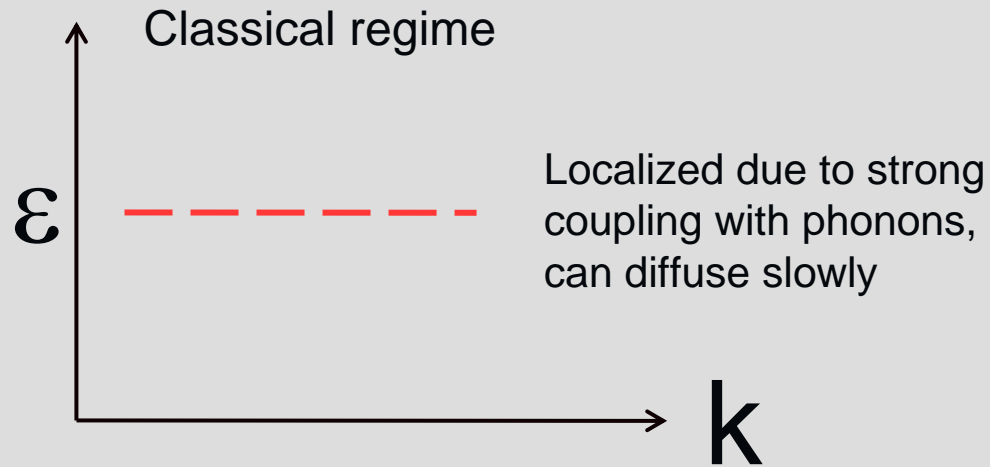 Classical regime
ε
Localized due to strong
coupling with phonons,
can diffuse slowly
k